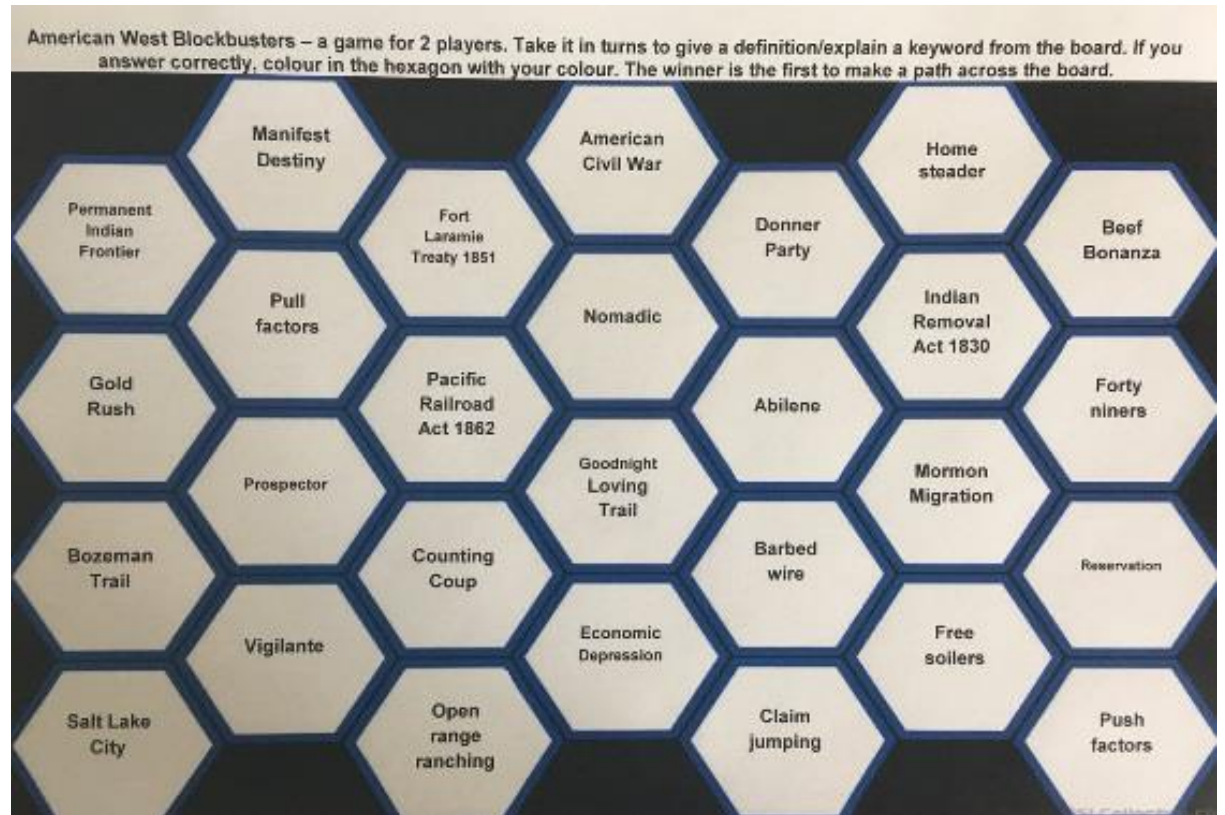 American West Blockbusters – a game for 2 players. Take it in turns to give a definition/explain a keyword from the board. If you
answer correctly, colour in the hexagon with your colour. The winner is the first to make a path across the board.
Permanent
Indian
Frontier
Gold
Rush
Bozeman
Trail
Salt Lake
City
Manifest
Destiny
Pull
factors
Prospector
Vigilante
Fort
Laramie
Treaty 1851
Pacific
Railroad
Act 1862
Counting
Coup
Open
range
ranching
American
Civil War
Nomadic
Goodnight
Loving
Trail
Economic
Depression
Donner
Party
Abilene
Barbed
wire
Claim
jumping
Home
steader
Indian
Removal
Act 1830
Mormon
Migration
Free
soilers
Beef
Bonanza
Forty
niners
Reservation
Push
factors